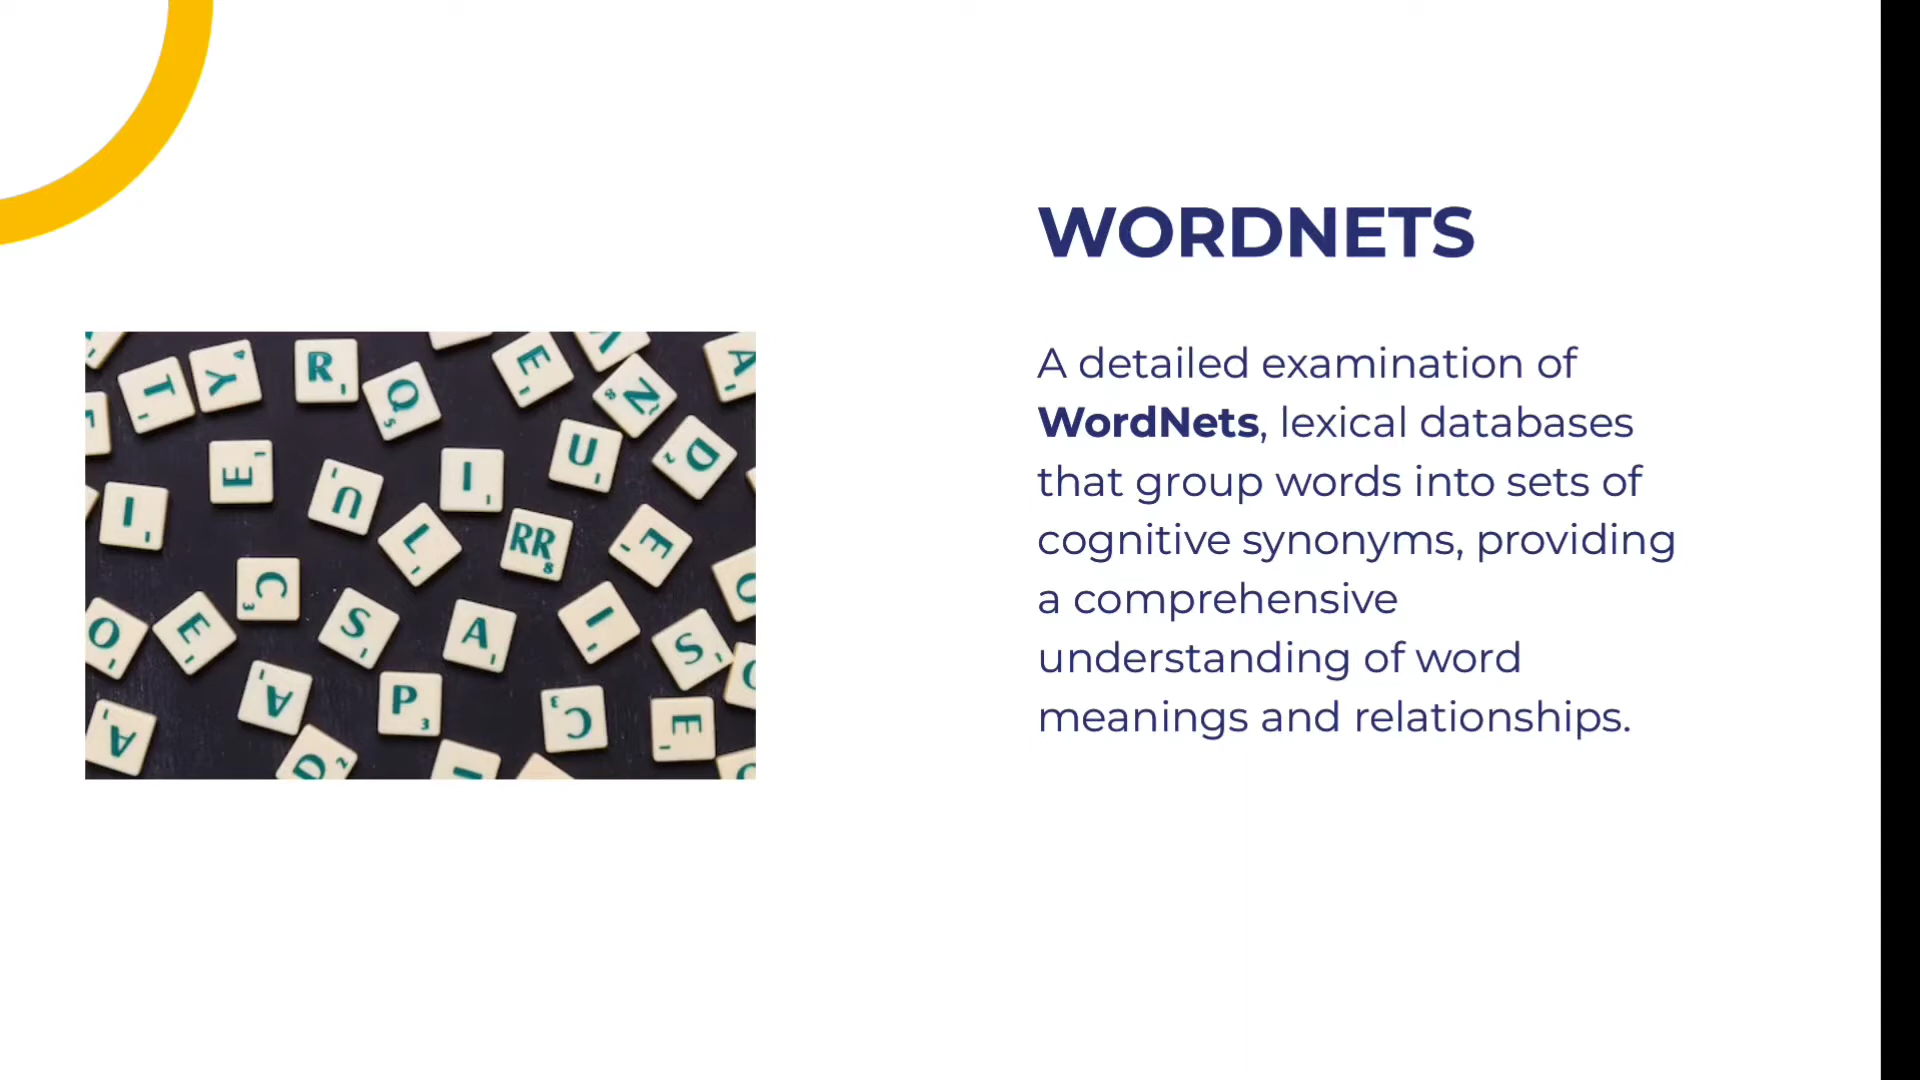 WORDNETS
A detailed examination of
WordNets, lexical databases
that group words into sets of
cognitive synonyms, providing
a comprehensive
understanding of word
meanings and relationships.
T
Y
R
Q
E
Ñ
A
E
U
I
U
D
I
L
RR
E
C
O
E
S
A
I
S
A
P
C
E
A
D